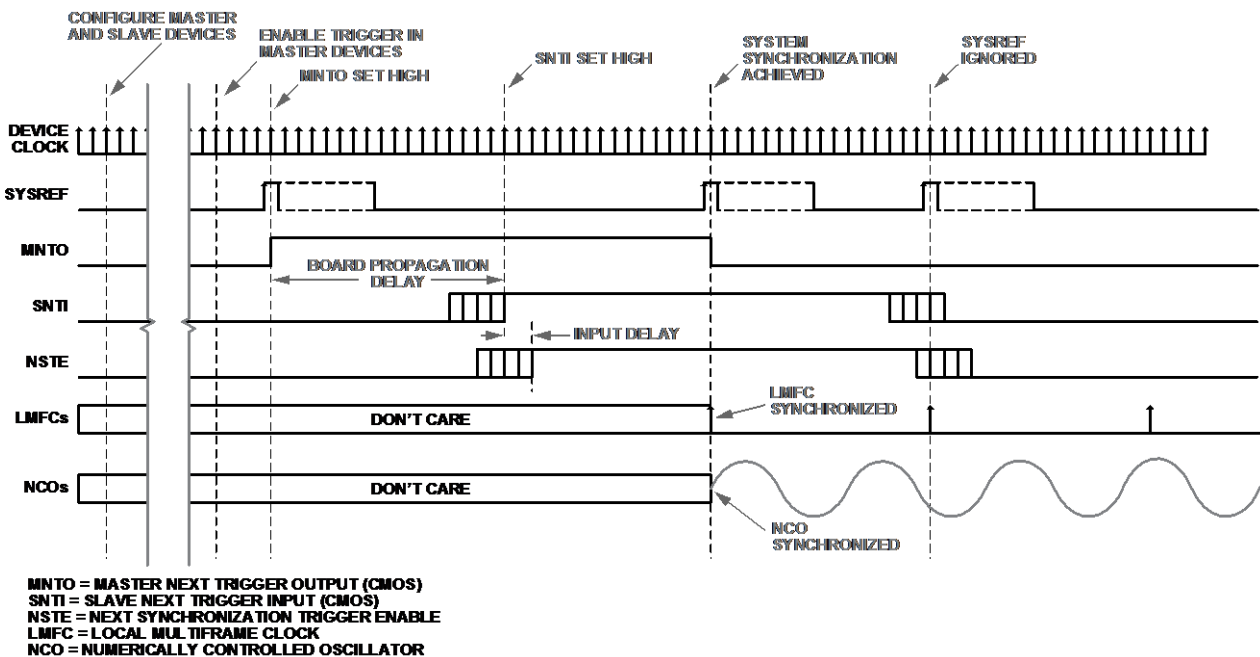 CONFIGURE MASTER
AND SLAVE DEVICES
ENABLE TRIGGER IN
MASTER DEVICES
MNTO SET HIGH
SNTI SET HIGH
SYSTEM
SYNCHRONIZATION
ACHIEVED
SYSREF
IGNORED
DEVICE
CLOCK
SYSREF
MNTO
BOARD PROPAGATION
DELAY
SNTI
INPUT DELAY
NSTE
LMFCs
DON'T CARE
LMFC
SYNCHRONIZED
NCOs
DON'T CARE
NCO
SYNCHRONIZED
MNTO = MASTER NEXT TRIGGER OUTPUT (CMOS)
SNTI = SLAVE NEXT TRIGGER INPUT (CMOS)
NSTE = NEXT SYNCHRONIZATION TRIGGER ENABLE
LMFC = LOCAL MULTIFRAME CLOCK
NCO = NUMERICALLY CONTROLLED OSCILLATOR